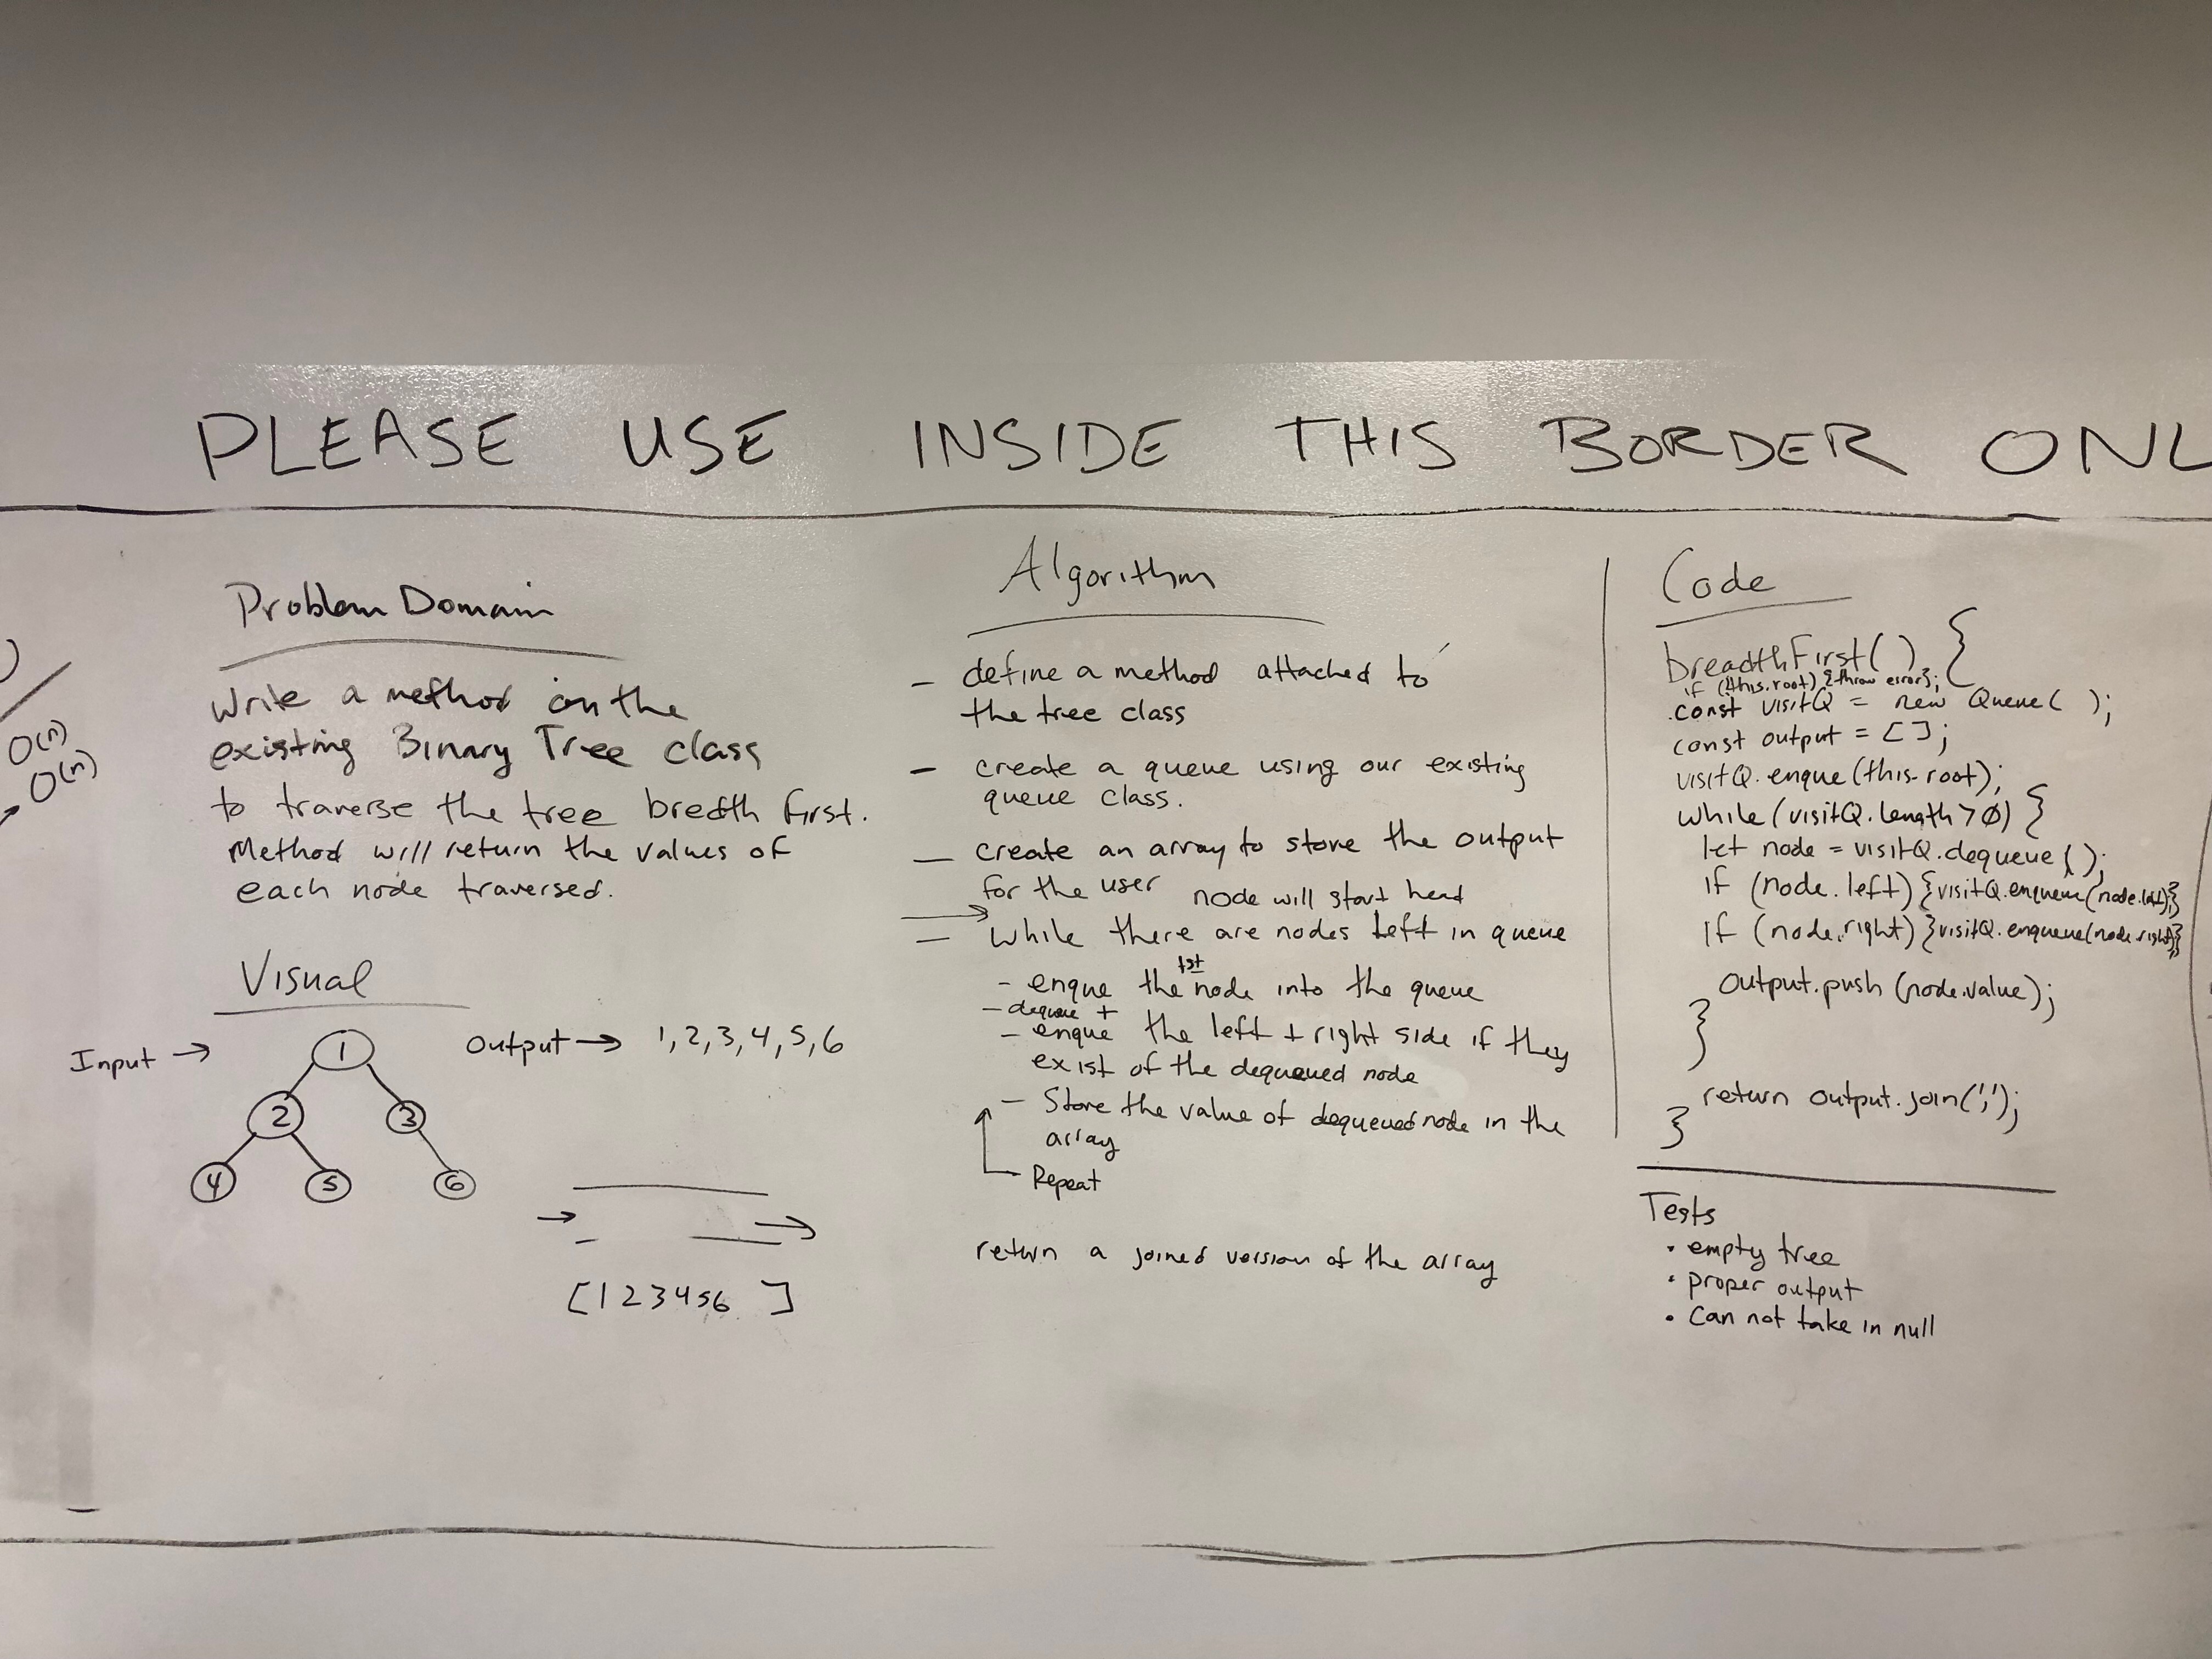 PLEASE USE INSIDE THIS BORDER ONL
O(n)
O(n)
Problem Domain
Write a method on the
existing Binary Tree class
to traverse the tree bredth first.
Method will return the values of
each node traversed.
Visual
Input →
Output → 1,2,3,4,5,6
1
2 3
4 5 6
[1 2 3 4 5 6 ]
Algorithm
- define a method attached to
the tree class
- create a queue using our existing
queue class.
- create an array to store the output
for the user node will start head
- while there are nodes left in queue
- enque the 1st node into the queue
- dequeue +
- enque the left + right side if they
exist of the dequeued node
- Store the value of dequeued node in the
array
Repeat
return a joined version of the array
Code
breadthFirst() {
if (!this.root) {throw error};
const visitQ = new Queue( );
const output = [];
visitQ.enque(this.root);
while (visitQ.length > 0) {
let node = visitQ.dequeue();
if (node.left) {visitQ.enqueue(node.left);}
if (node.right) {visitQ.enqueue(node.right);}
output.push(node.value);
}
return output.join(',');
}
Tests
• empty tree
• proper output
• Can not take in null